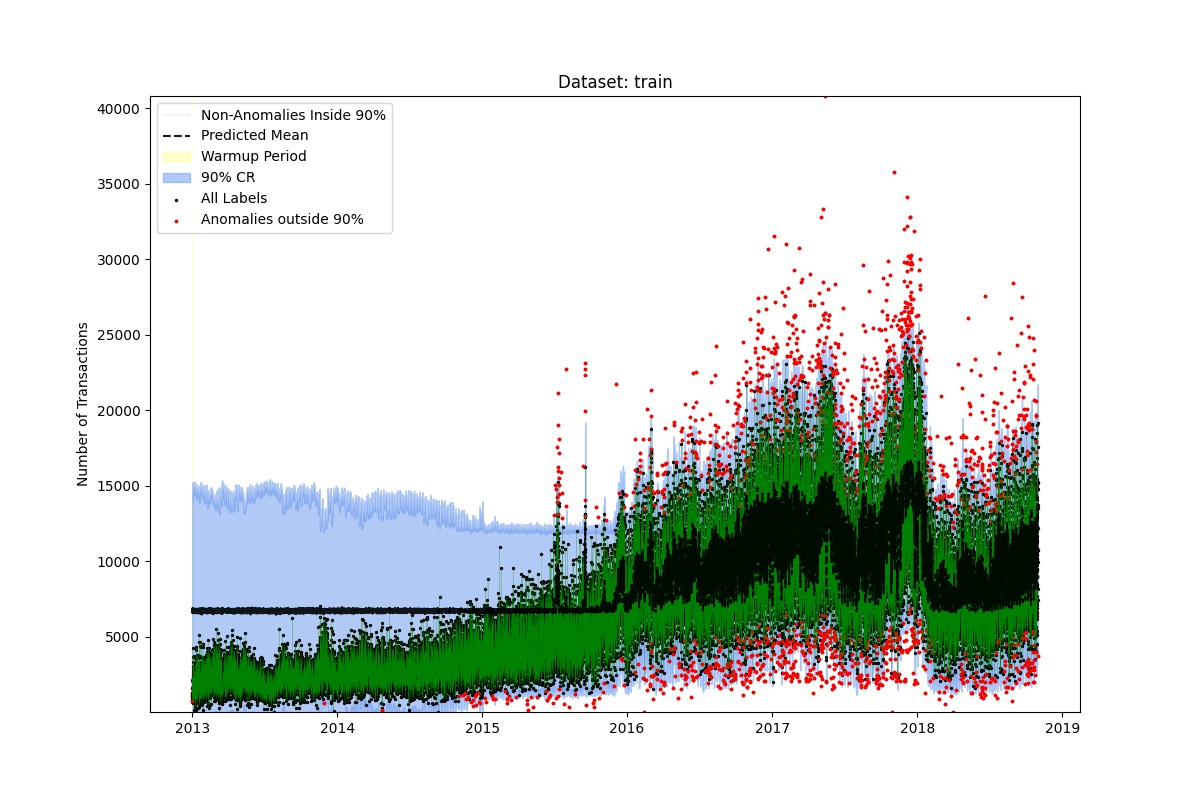 Dataset: train
Number of Transactions
40000
35000
30000
25000
20000
15000
10000
5000
Non-Anomalies Inside 90%
Predicted Mean
Warmup Period
90% CR
All Labels
Anomalies outside 90%
2013 2014 2015 2016 2017 2018 2019